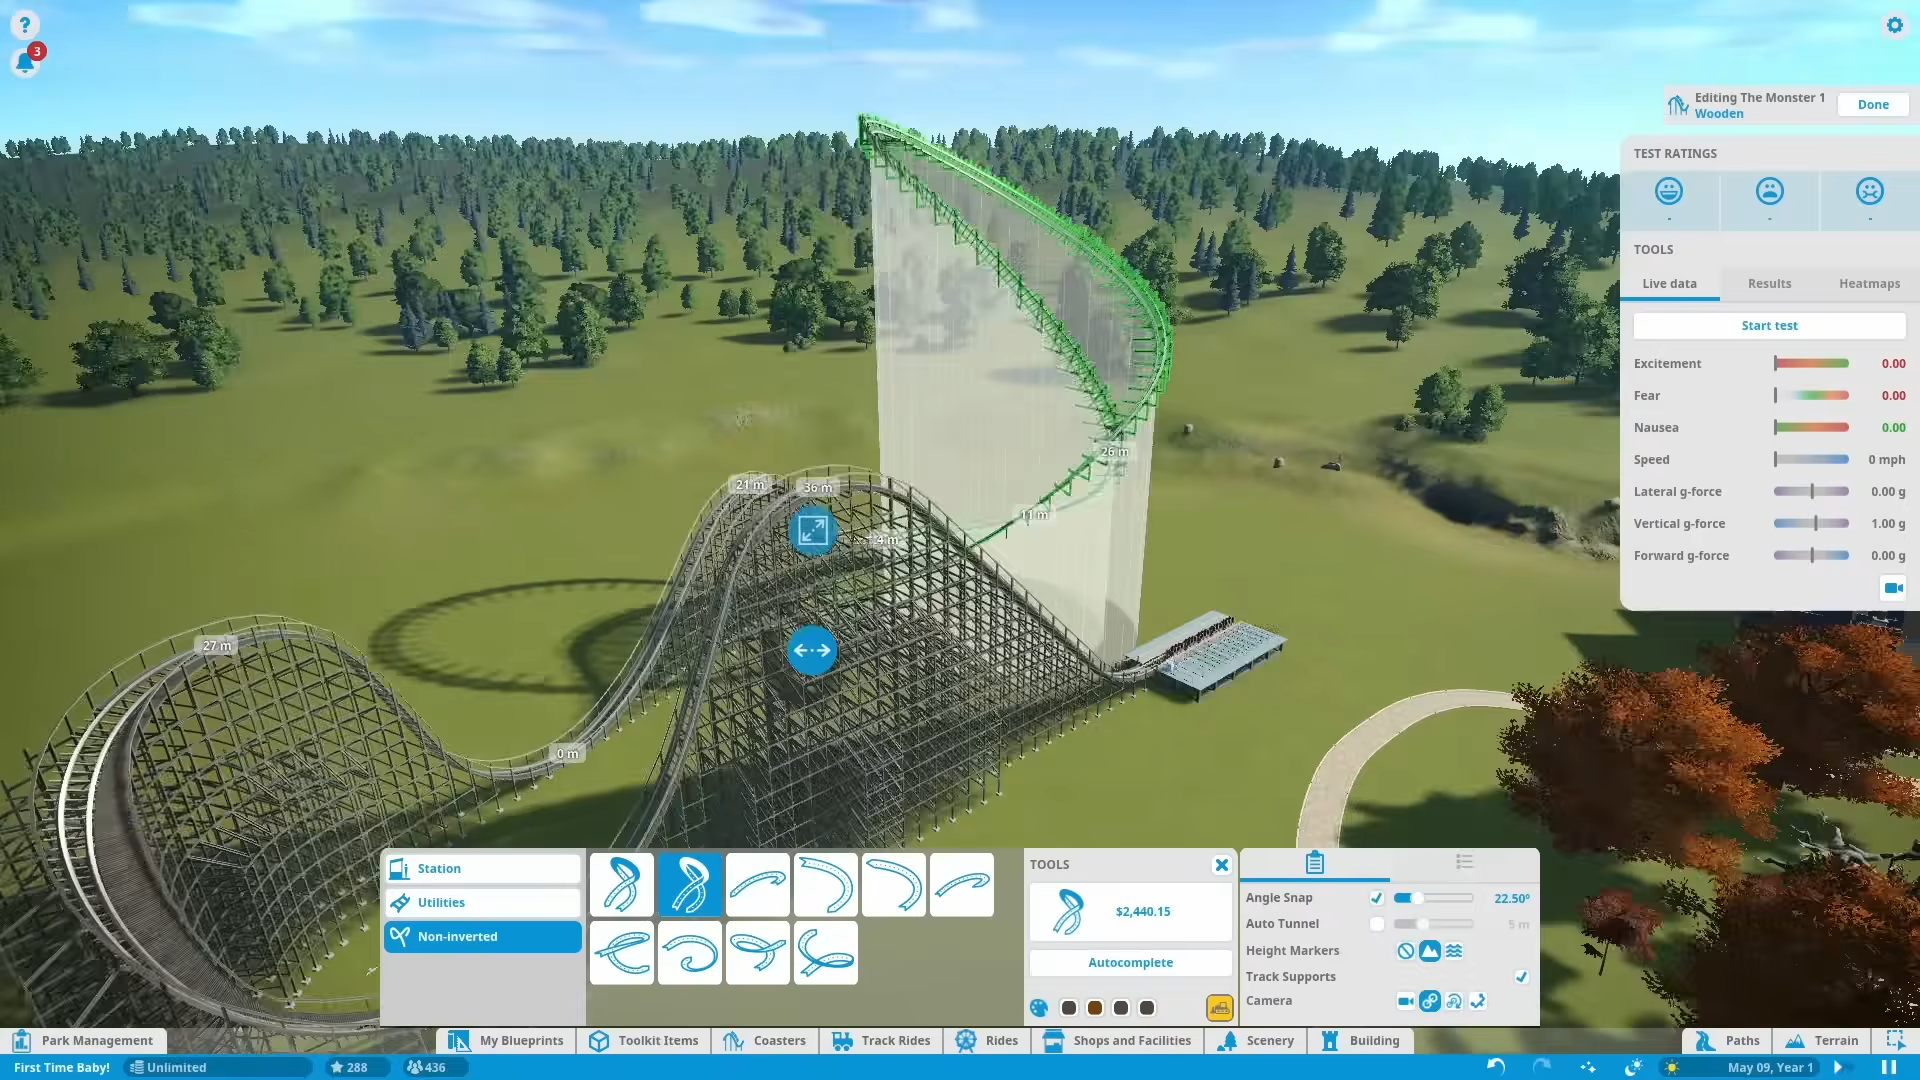 ?
3
Editing The Monster 1
Wooden
Done
TEST RATINGS
- - -
TOOLS
Live data Results Heatmaps
Start test
Excitement 0.00
Fear 0.00
Nausea 0.00
Speed 0 mph
Lateral g-force 0.00 g
Vertical g-force 1.00 g
Forward g-force 0.00 g
26 m
21 m
36 m
11 m
4 m
27 m
0 m
Station
Utilities
Non-inverted
TOOLS
$2,440.15
Autocomplete
Angle Snap 22.50°
Auto Tunnel 5 m
Height Markers
Track Supports
Camera
Park Management
My Blueprints
Toolkit Items
Coasters
Track Rides
Rides
Shops and Facilities
Scenery
Building
Paths
Terrain
First Time Baby!
Unlimited
288
436
May 09, Year 1